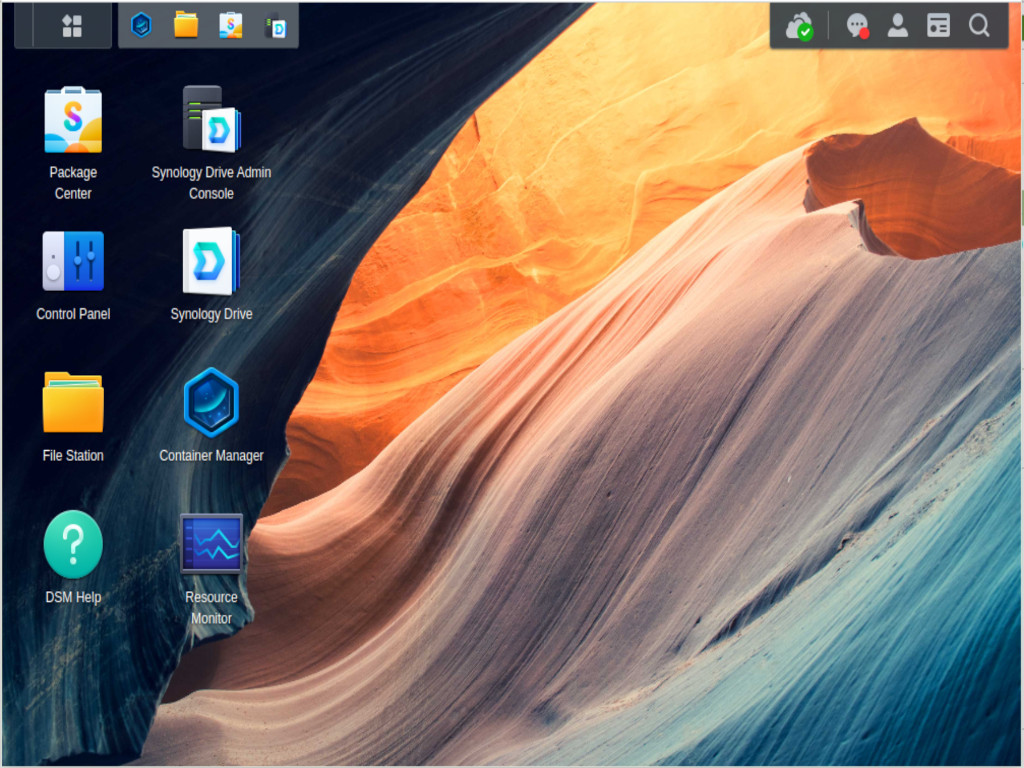 Package
Center
Synology Drive Admin
Console
Control Panel
Synology Drive
File Station
Container Manager
DSM Help
Resource
Monitor